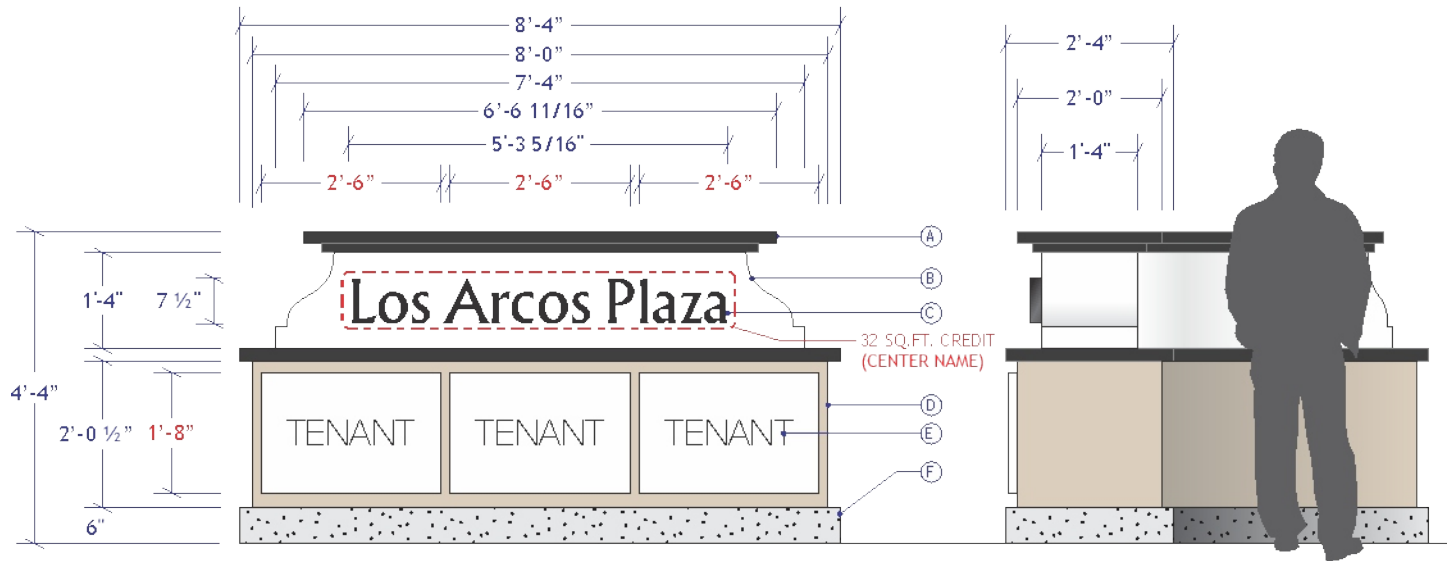 8'-4"
8'-0"
7'-4"
6'-6 11/16"
5'-3 5/16"
2'-6" 2'-6" 2'-6"
2'-4"
2'-0"
1'-4"
A
B
1'-4" 7 ½"
Los Arcos Plaza
C
32 SQ.FT. CREDIT
(CENTER NAME)
4'-4"
D
2'-0 ½" 1'-8"
TENANT TENANT TENANT
E
F
6"